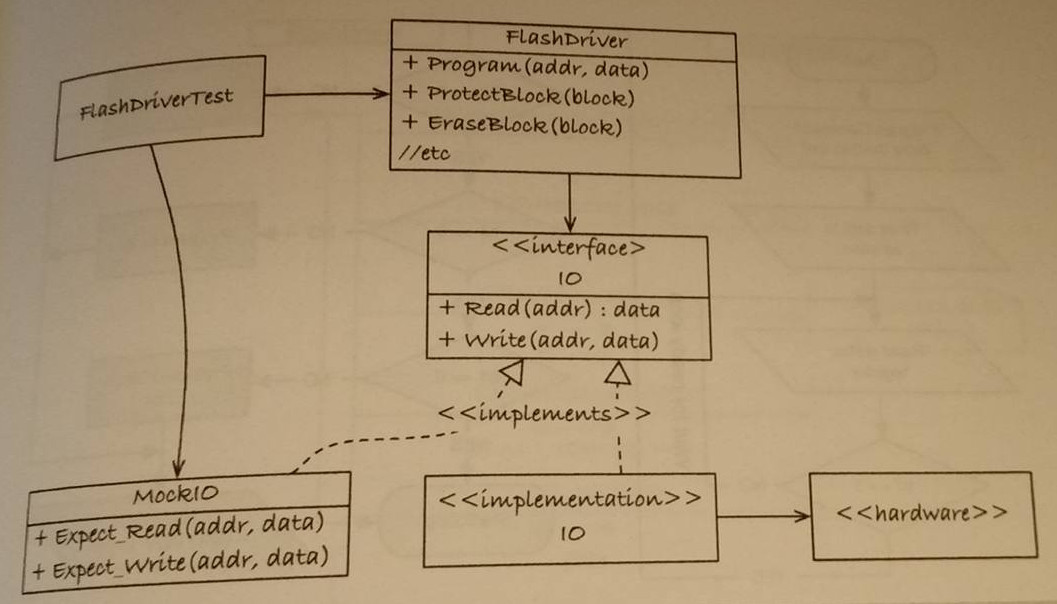 FlashDriver
+ Program(addr, data)
+ ProtectBlock(block)
+ EraseBlock(block)
//etc
FlashDriverTest
<<interface>
IO
+ Read(addr) : data
+ Write(addr, data)
<<implements>>
MockIO
+ Expect_Read(addr, data)
+ Expect_Write(addr, data)
<<implementation>>
IO
<<hardware>>